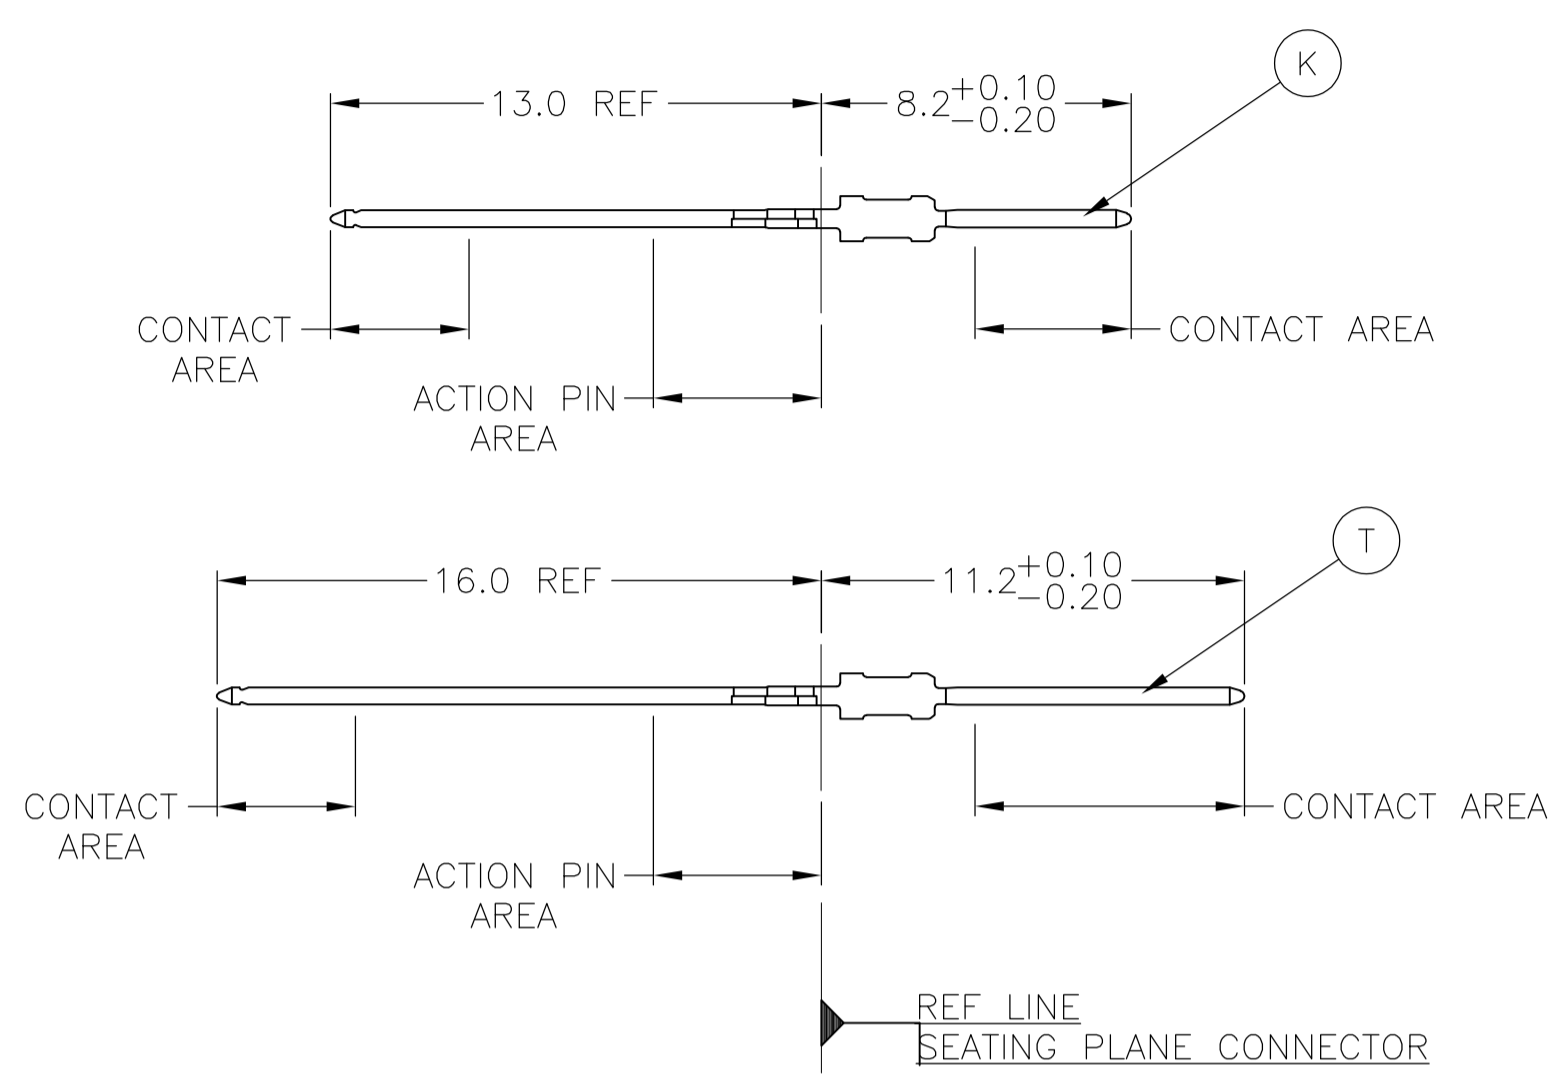 K
13.0 REF
8.2 +0.10
-0.20
CONTACT
AREA
CONTACT AREA
ACTION PIN
AREA
T
16.0 REF
11.2 +0.10
-0.20
CONTACT
AREA
CONTACT AREA
ACTION PIN
AREA
REF LINE
SEATING PLANE CONNECTOR